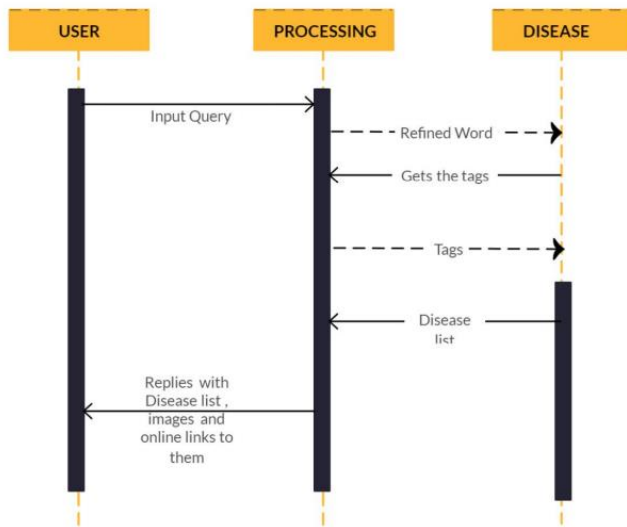 USER
PROCESSING
DISEASE
Input Query
Refined Word
Gets the tags
Tags
Disease
list
Replies with
Disease list ,
images and
online links to
them